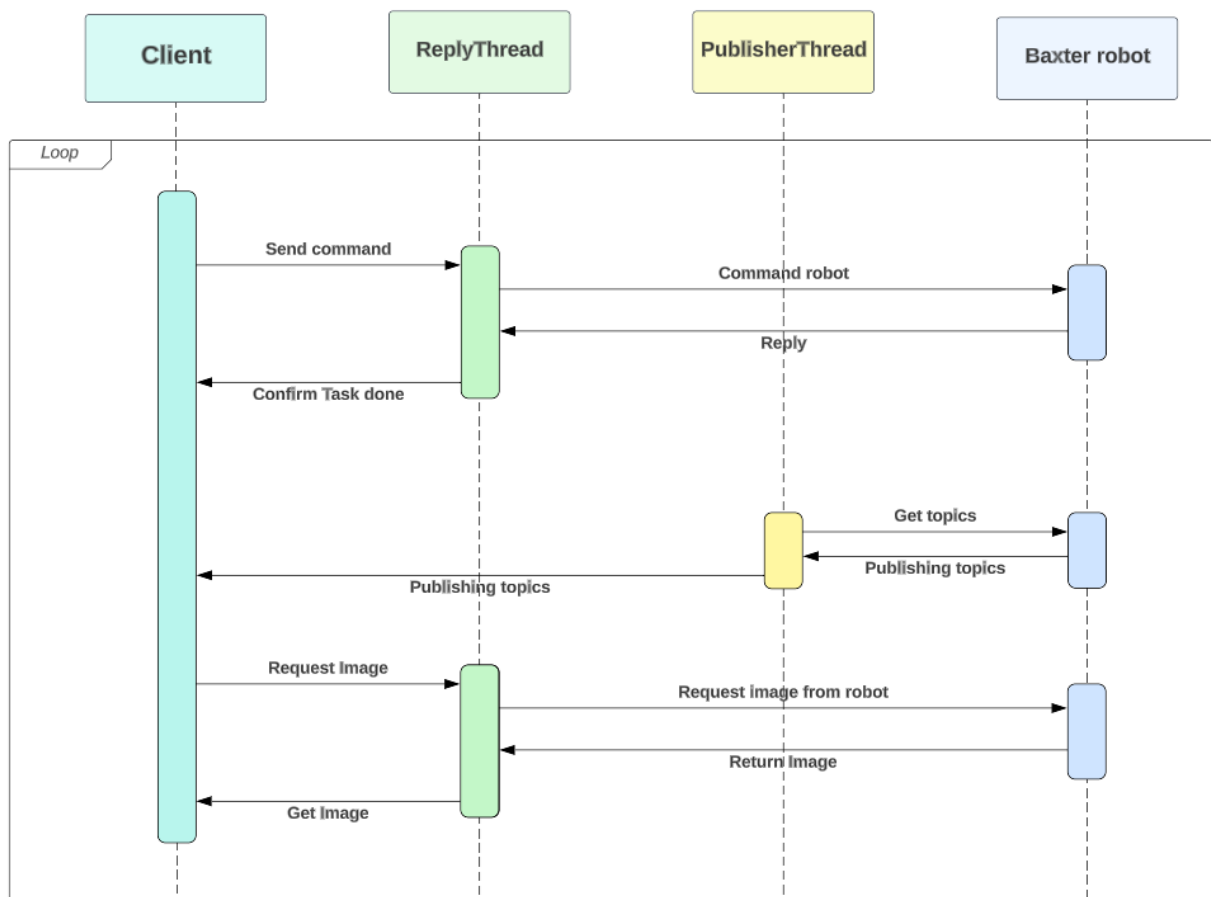 Client
ReplyThread
PublisherThread
Baxter robot
Loop
Send command
Command robot
Reply
Confirm Task done
Get topics
Publishing topics
Publishing topics
Request Image
Request image from robot
Return Image
Get Image